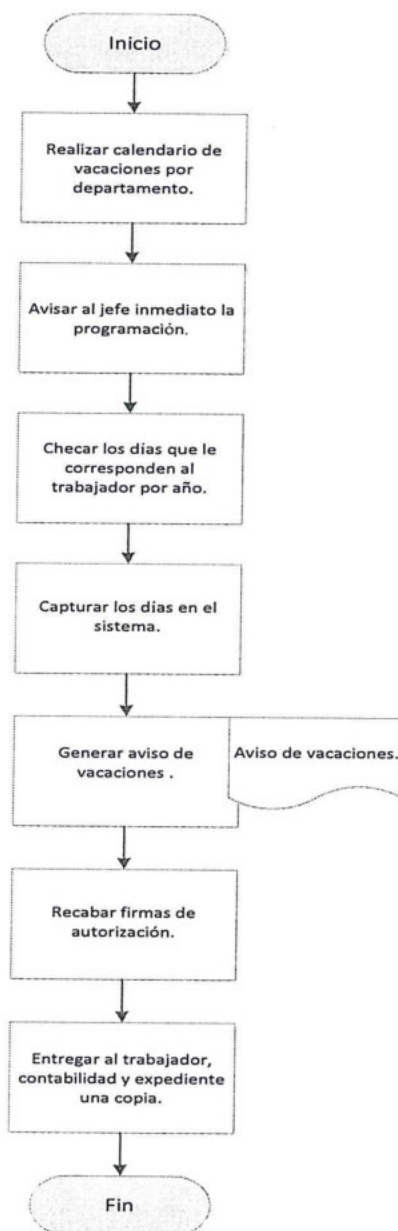 Inicio
Realizar calendario de
vacaciones por
departamento.
Avisar al jefe inmediato la
programación.
Checar los días que le
corresponden al
trabajador por año.
Capturar los días en el
sistema.
Generar aviso de
vacaciones .
Aviso de vacaciones.
Recabar firmas de
autorización.
Entregar al trabajador,
contabilidad y expediente
una copia.
Fin